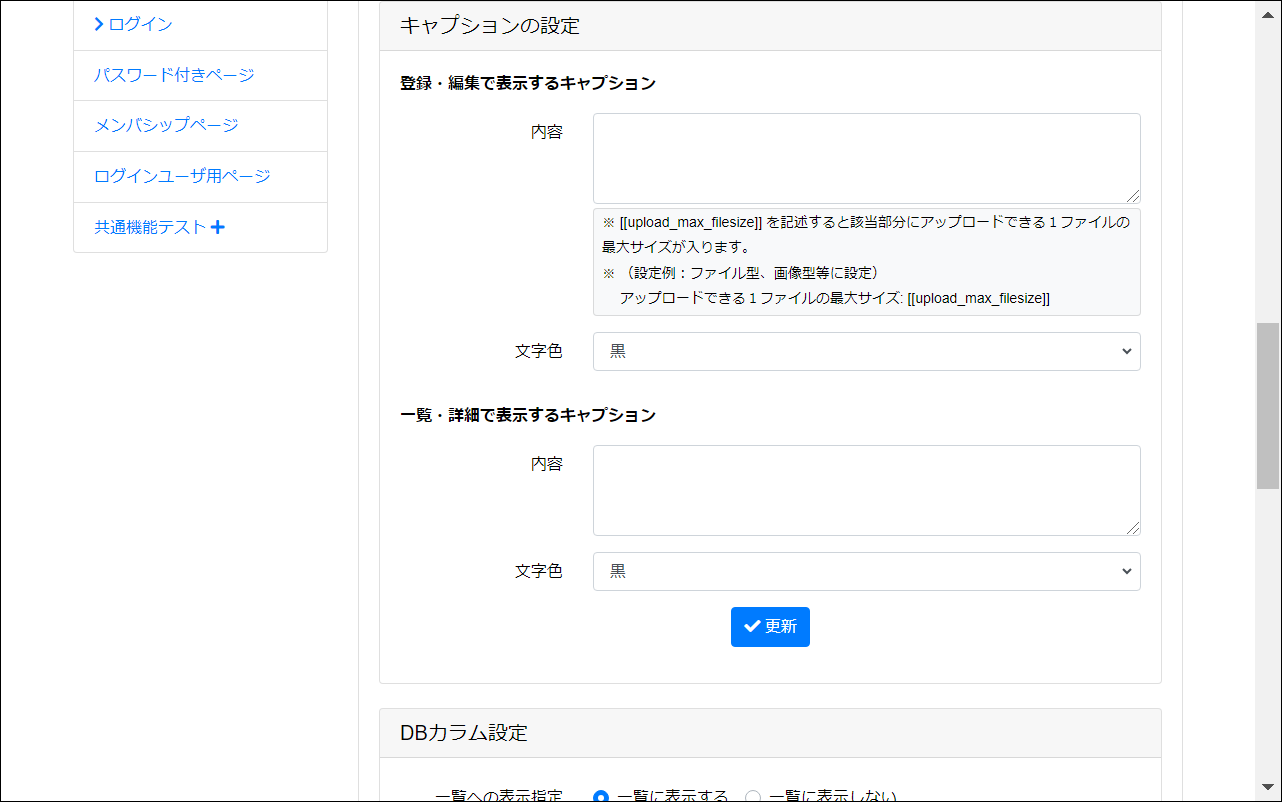 ログイン
パスワード付きページ
メンバシップページ
ログインユーザ用ページ
共通機能テスト
キャプションの設定
登録・編集で表示するキャプション
内容
※ [[upload_max_filesize]] を記述すると該当部分にアップロードできる１ファイルの
最大サイズが入ります。
※ （設定例：ファイル型、画像型等に設定）
アップロードできる１ファイルの最大サイズ: [[upload_max_filesize]]
文字色
黒
一覧・詳細で表示するキャプション
内容
文字色
黒
更新
DBカラム設定
一覧への表示指定 一覧に表示する 一覧に表示しない